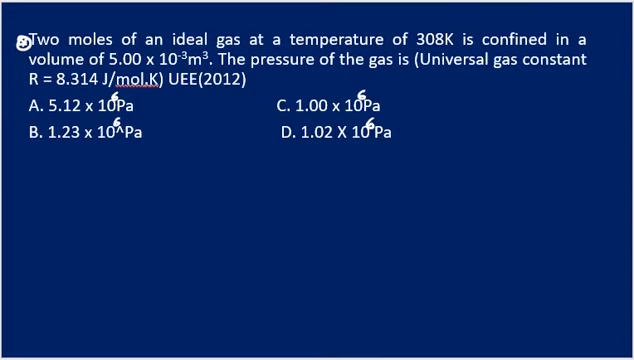 Two moles of an ideal gas at a temperature of 308K is confined in a
volume of 5.00 x 10⁻³m³. The pressure of the gas is (Universal gas constant
R = 8.314 J/mol.K) UEE(2012)
A. 5.12 x 10⁶Pa C. 1.00 x 10⁶Pa
B. 1.23 x 10⁶^Pa D. 1.02 X 10⁶Pa